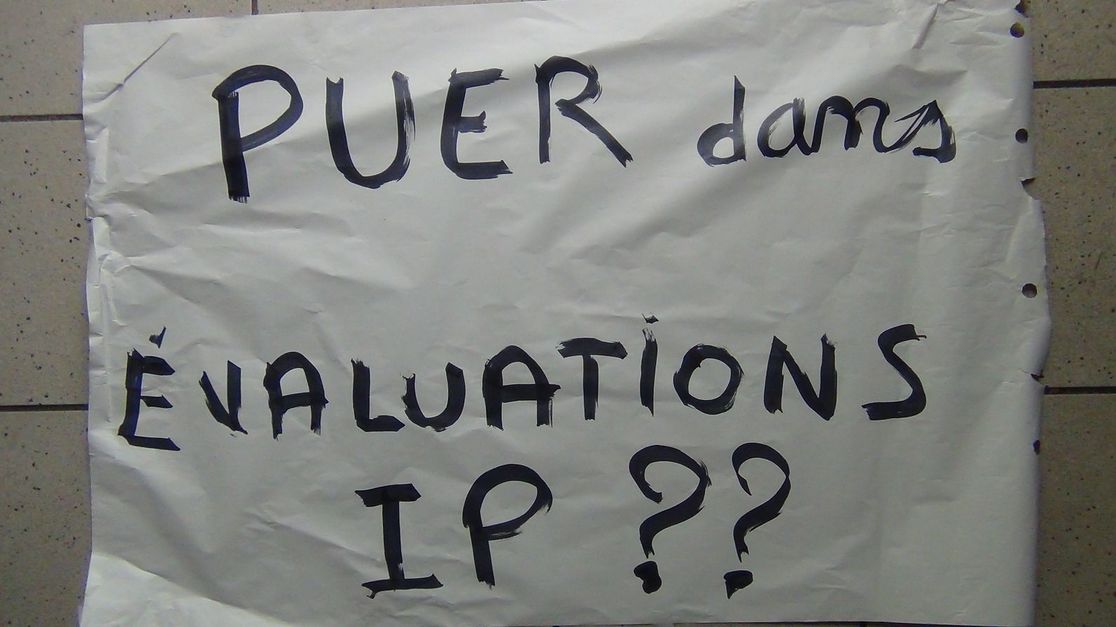 PUER dans
ÉVALUATIONS
IP ??